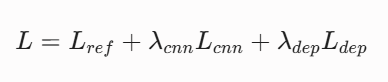 L = L_{ref} + λ_{cnn}L_{cnn} + λ_{dep}L_{dep}